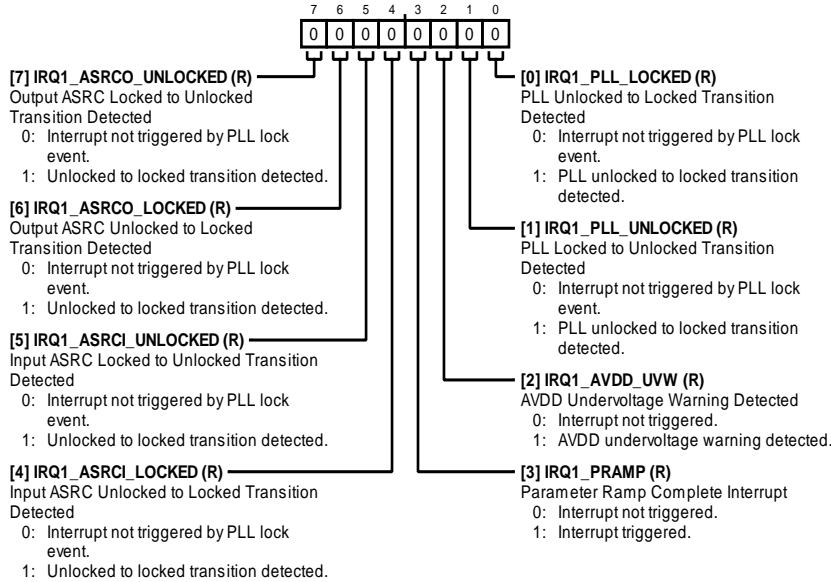 7 6 5 4 3 2 1 0
0 0 0 0 0 0 0 0
[7] IRQ1_ASRCO_UNLOCKED (R)
Output ASRC Locked to Unlocked
Transition Detected
0: Interrupt not triggered by PLL lock
event.
1: Unlocked to locked transition detected.
[6] IRQ1_ASRCO_LOCKED (R)
Output ASRC Unlocked to Locked
Transition Detected
0: Interrupt not triggered by PLL lock
event.
1: Unlocked to locked transition detected.
[5] IRQ1_ASRCI_UNLOCKED (R)
Input ASRC Locked to Unlocked Transition
Detected
0: Interrupt not triggered by PLL lock
event.
1: Unlocked to locked transition detected.
[4] IRQ1_ASRCI_LOCKED (R)
Input ASRC Unlocked to Locked Transition
Detected
0: Interrupt not triggered by PLL lock
event.
1: Unlocked to locked transition detected.
[0] IRQ1_PLL_LOCKED (R)
PLL Unlocked to Locked Transition
Detected
0: Interrupt not triggered by PLL lock
event.
1: PLL unlocked to locked transition
detected.
[1] IRQ1_PLL_UNLOCKED (R)
PLL Locked to Unlocked Transition
Detected
0: Interrupt not triggered by PLL lock
event.
1: PLL unlocked to locked transition
detected.
[2] IRQ1_AVDD_UVW (R)
AVDD Undervoltage Warning Detected
0: Interrupt not triggered.
1: AVDD undervoltage warning detected.
[3] IRQ1_PRAMP (R)
Parameter Ramp Complete Interrupt
0: Interrupt not triggered.
1: Interrupt triggered.